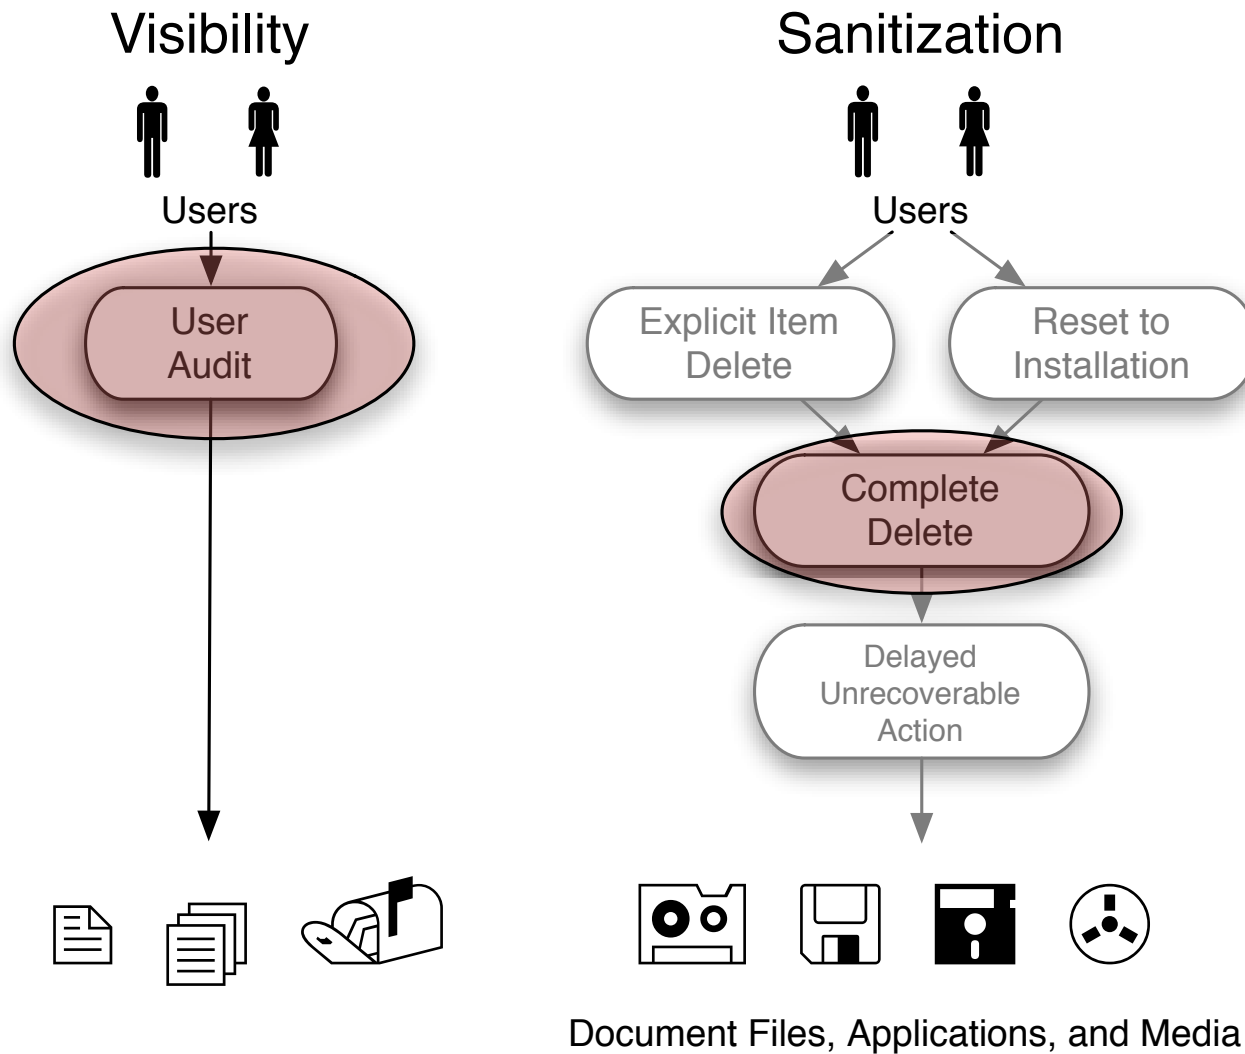 Visibility
Users
User
Audit
Sanitization
Users
Explicit Item
Delete
Reset to
Installation
Complete
Delete
Delayed
Unrecoverable
Action
Document Files, Applications, and Media